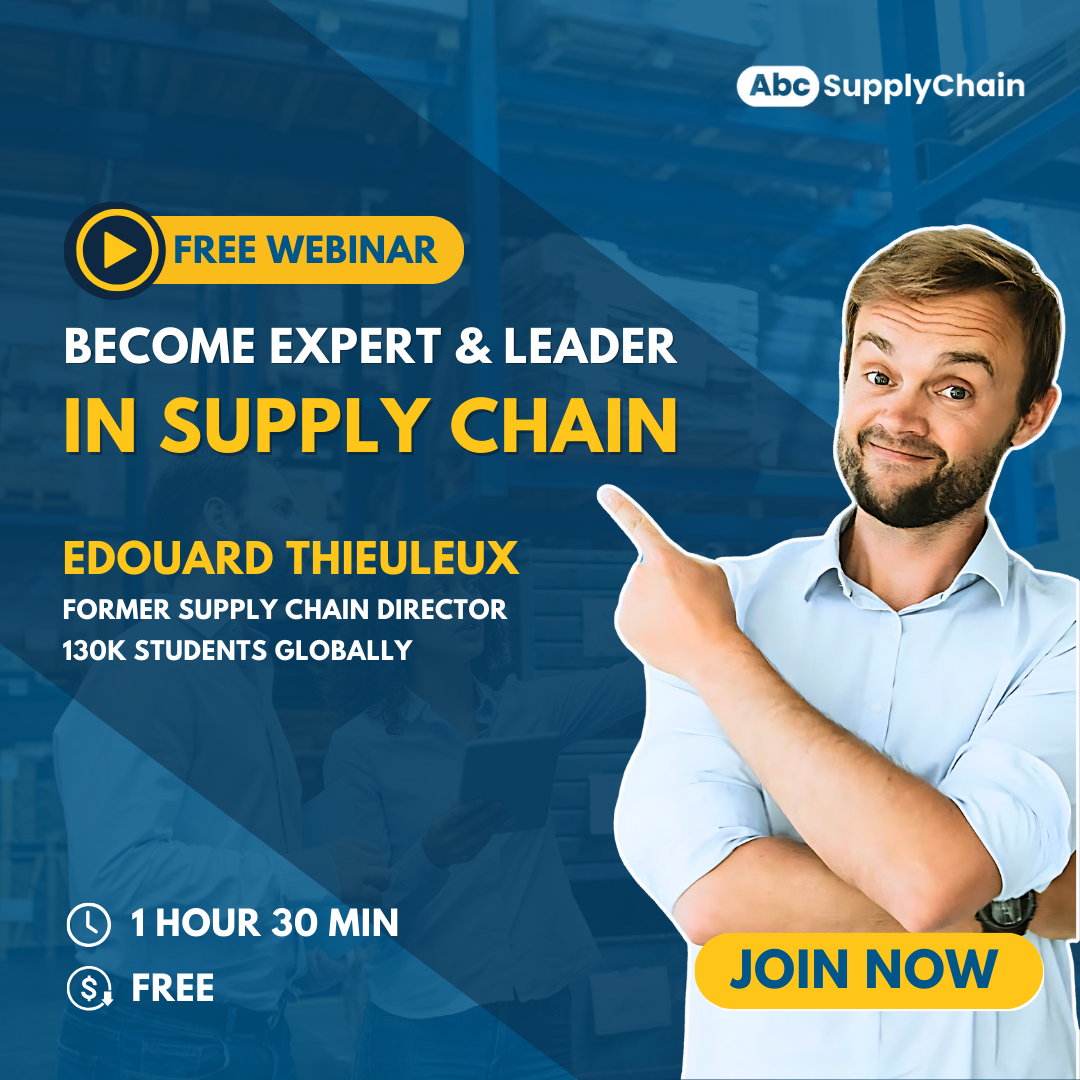 Abc SupplyChain
FREE WEBINAR
BECOME EXPERT & LEADER
IN SUPPLY CHAIN
EDOUARD THIEULEUX
FORMER SUPPLY CHAIN DIRECTOR
130K STUDENTS GLOBALLY
1 HOUR 30 MIN
$ FREE
JOIN NOW